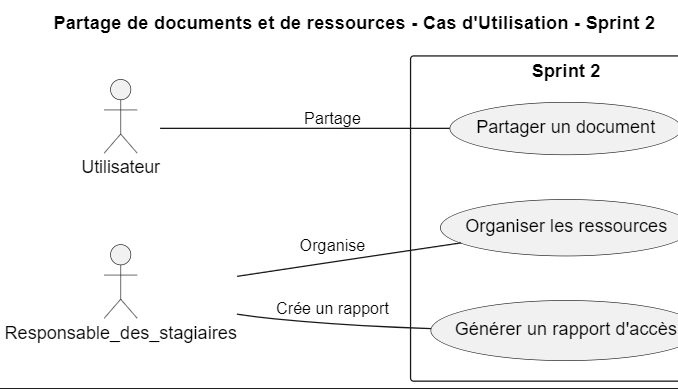 Partage de documents et de ressources - Cas d'Utilisation - Sprint 2
Sprint 2
Partage
Partager un document
Utilisateur
Organise
Organiser les ressources
Crée un rapport
Générer un rapport d'accès
Responsable_des_stagiaires